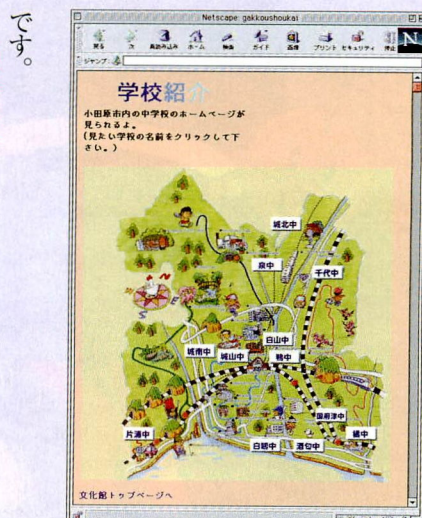 です。
Netscape: gakkoushoukai
戻る 次 再読み込み ホーム 検索 ガイド 画像 プリント セキュリティ 停止
N
ジャンプ:
学校紹介
小田原市内の中学校のホームページが
見られるよ。
(見たい学校の名前をクリックして下
さい。)
城北中
泉中
千代中
白山中
城南中
城山中
鴨中
国府津中
片浦中
橘中
白鴎中
酒匂中
文化館トップページへ